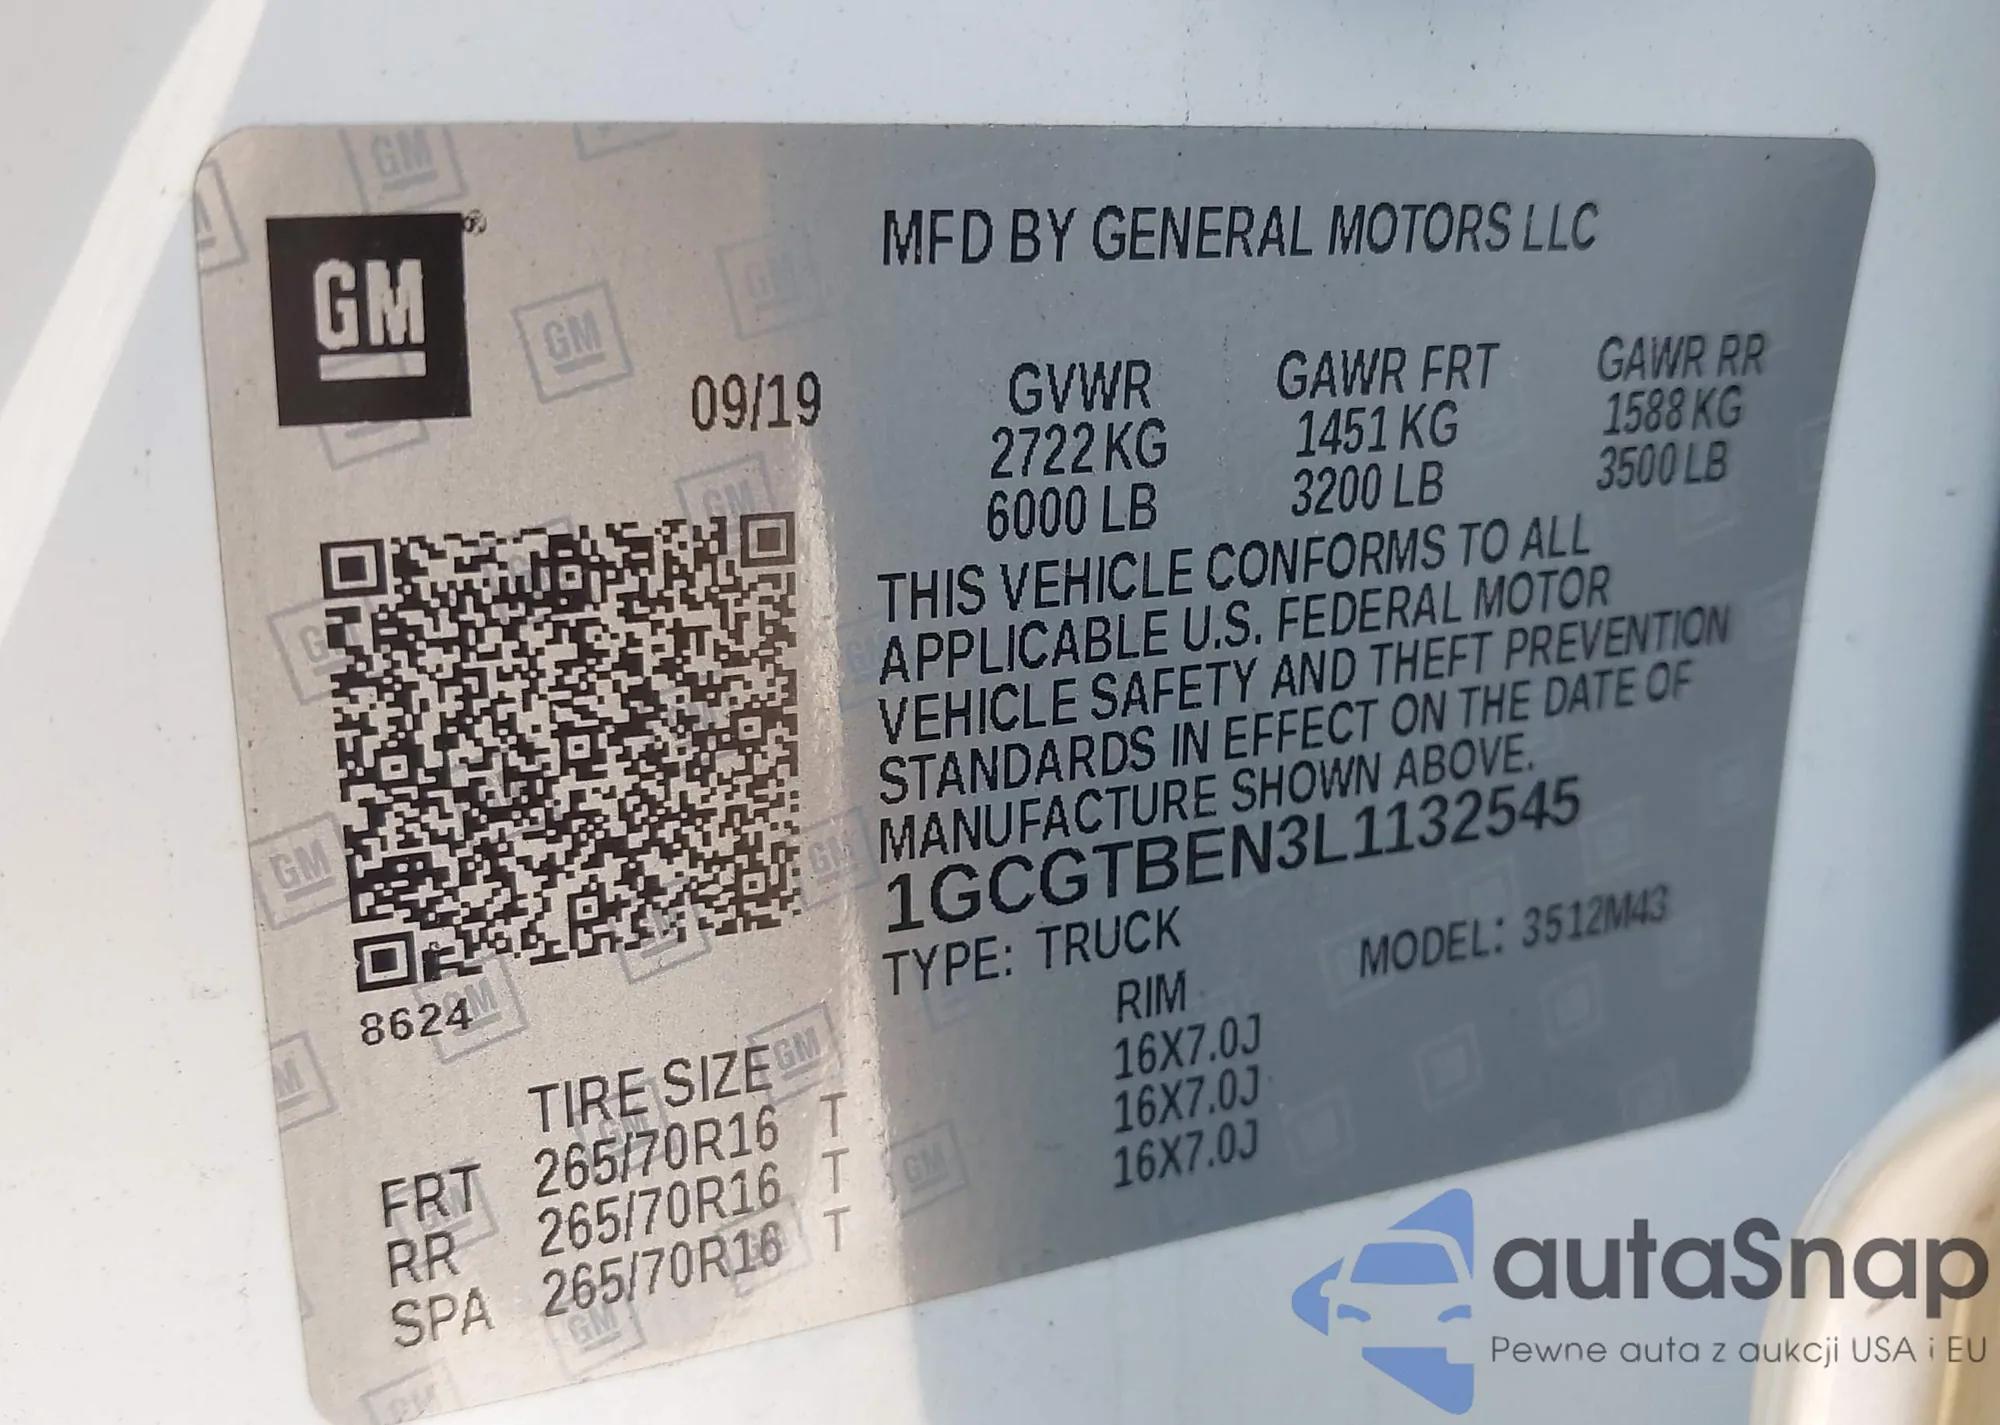 GM®
MFD BY GENERAL MOTORS LLC
09/19
GVWR GAWR FRT GAWR RR
2722 KG 1451 KG 1588 KG
6000 LB 3200 LB 3500 LB
THIS VEHICLE CONFORMS TO ALL
APPLICABLE U.S. FEDERAL MOTOR
VEHICLE SAFETY AND THEFT PREVENTION
STANDARDS IN EFFECT ON THE DATE OF
MANUFACTURE SHOWN ABOVE.
1GCGTBEN3L1132545
TYPE: TRUCK MODEL: 3512M43
8624
TIRE SIZE RIM
FRT 265/70R16 T 16X7.0J
RR 265/70R16 T 16X7.0J
SPA 265/70R16 T 16X7.0J
autaSnap
Pewne auta z aukcji USA i EU